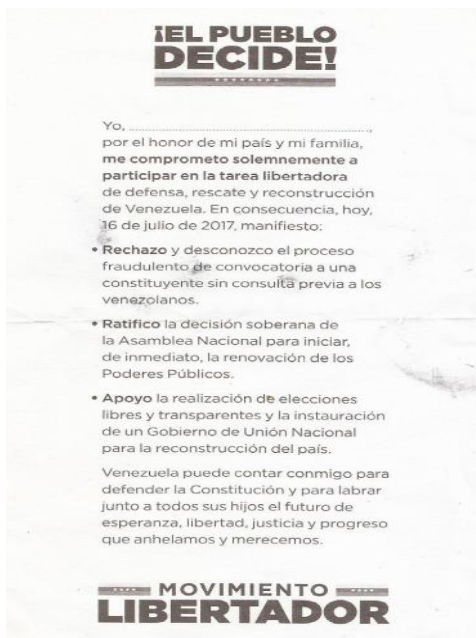 ¡EL PUEBLO
DECIDE!
Yo, ..............................................................,
por el honor de mi país y mi familia,
me comprometo solemnemente a
participar en la tarea libertadora
de defensa, rescate y reconstrucción
de Venezuela. En consecuencia, hoy,
16 de julio de 2017, manifiesto:
• Rechazo y desconozco el proceso
fraudulento de convocatoria a una
constituyente sin consulta previa a los
venezolanos.
• Ratifico la decisión soberana de
la Asamblea Nacional para iniciar,
de inmediato, la renovación de los
Poderes Públicos.
• Apoyo la realización de elecciones
libres y transparentes y la instauración
de un Gobierno de Unión Nacional
para la reconstrucción del país.
Venezuela puede contar conmigo para
defender la Constitución y para labrar
junto a todos sus hijos el futuro de
esperanza, libertad, justicia y progreso
que anhelamos y merecemos.
MOVIMIENTO
LIBERTADOR